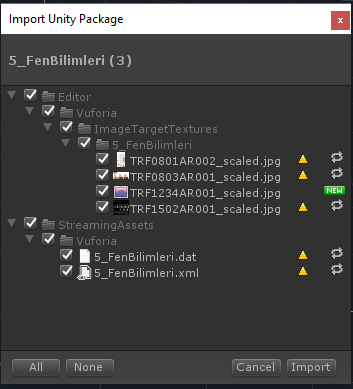 Import Unity Package
x
5_FenBilimleri (3)
Editor
Vuforia
ImageTargetTextures
5_FenBilimleri
TRF0801AR002_scaled.jpg
TRF0803AR001_scaled.jpg
TRF1234AR001_scaled.jpg NEW
TRF1502AR001_scaled.jpg
StreamingAssets
Vuforia
5_FenBilimleri.dat
5_FenBilimleri.xml
All None Cancel Import